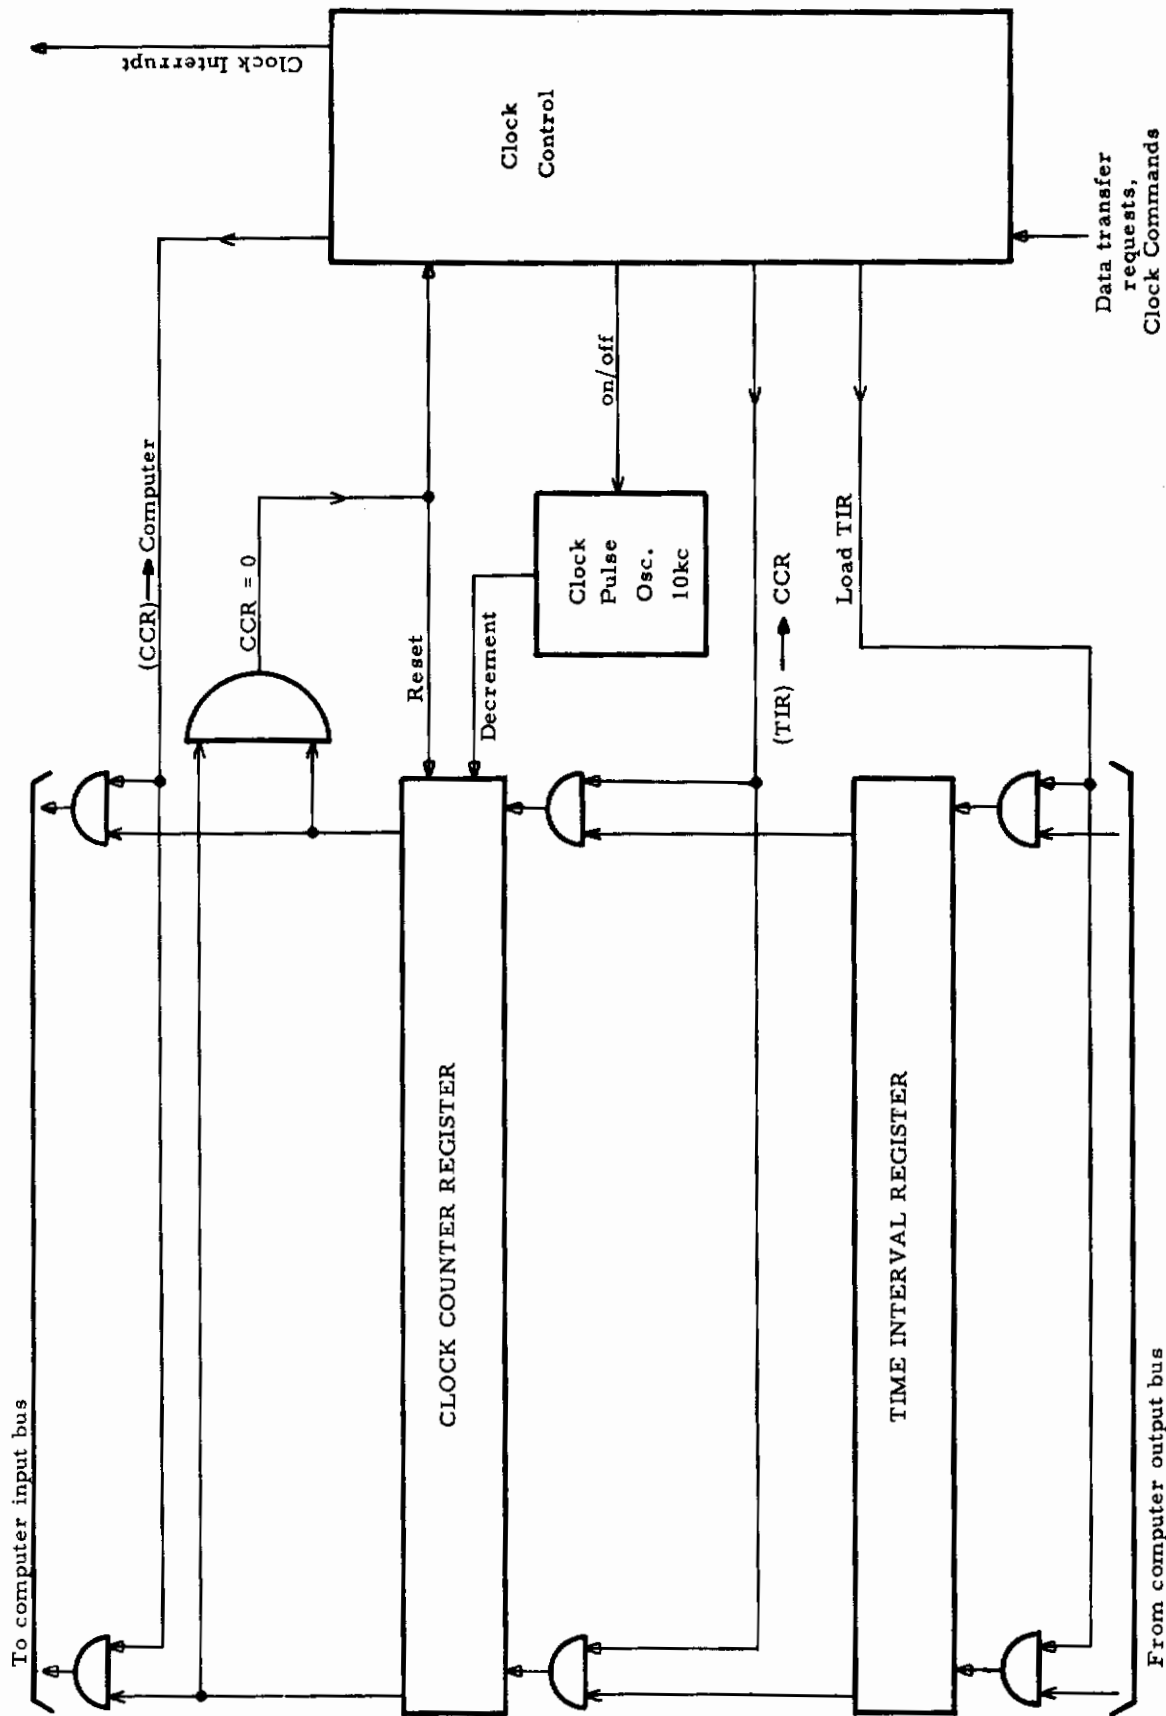 To computer input bus
Clock Interrupt
(CCR) → Computer
CCR = 0
Reset
Decrement
Clock
Pulse
Osc.
10kc
on/off
Clock
Control
CLOCK COUNTER REGISTER
(TIR) → CCR
Load TIR
TIME INTERVAL REGISTER
Data transfer
requests,
Clock Commands
From computer output bus